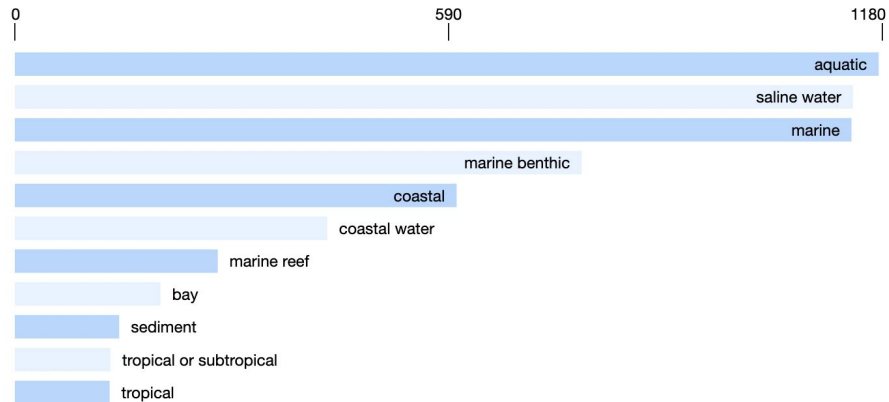 0 590 1180
aquatic
saline water
marine
marine benthic
coastal
coastal water
marine reef
bay
sediment
tropical or subtropical
tropical